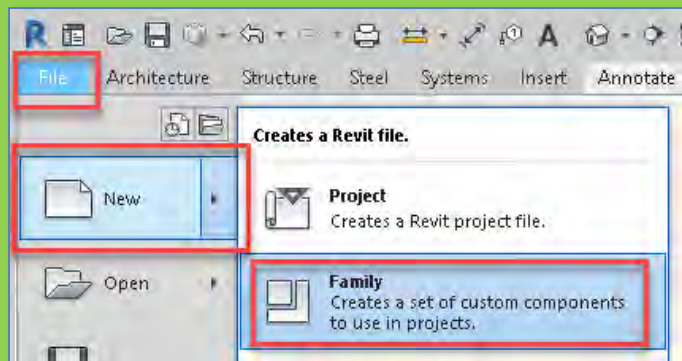 R A
File Architecture Structure Steel Systems Insert Annotate
Creates a Revit file.
New
Project
Creates a Revit project file.
Open
Family
Creates a set of custom components
to use in projects.